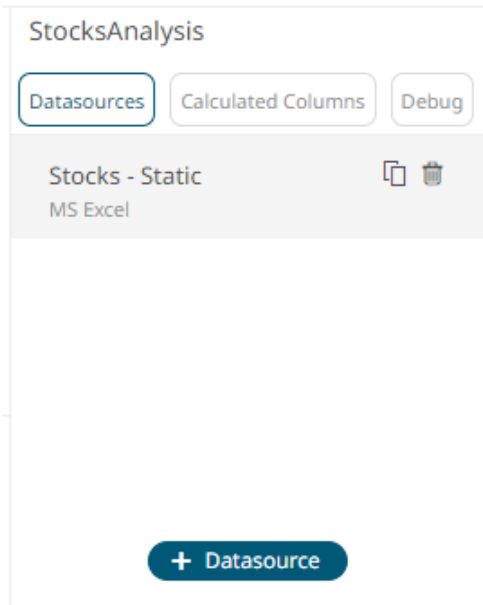 StocksAnalysis
Datasources Calculated Columns Debug
Stocks - Static
MS Excel
+ Datasource